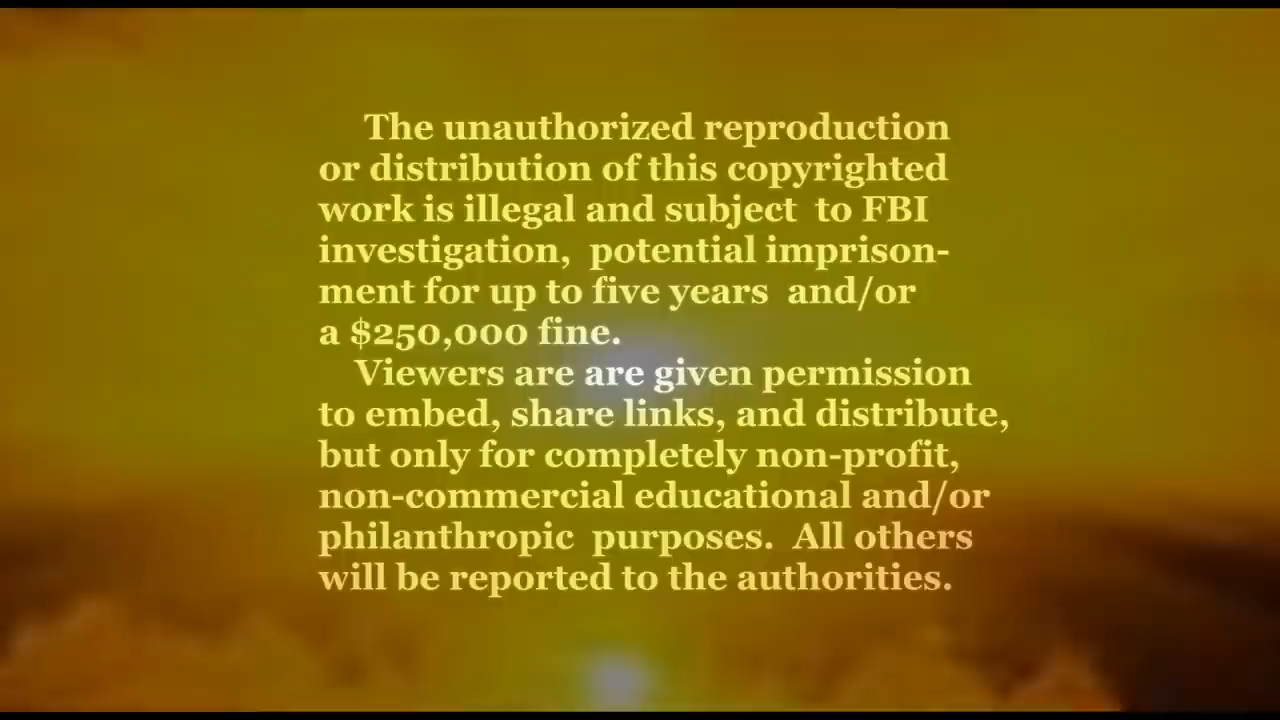 The unauthorized reproduction
or distribution of this copyrighted
work is illegal and subject to FBI
investigation, potential imprison-
ment for up to five years and/or
a $250,000 fine.
Viewers are are given permission
to embed, share links, and distribute,
but only for completely non-profit,
non-commercial educational and/or
philanthropic purposes. All others
will be reported to the authorities.